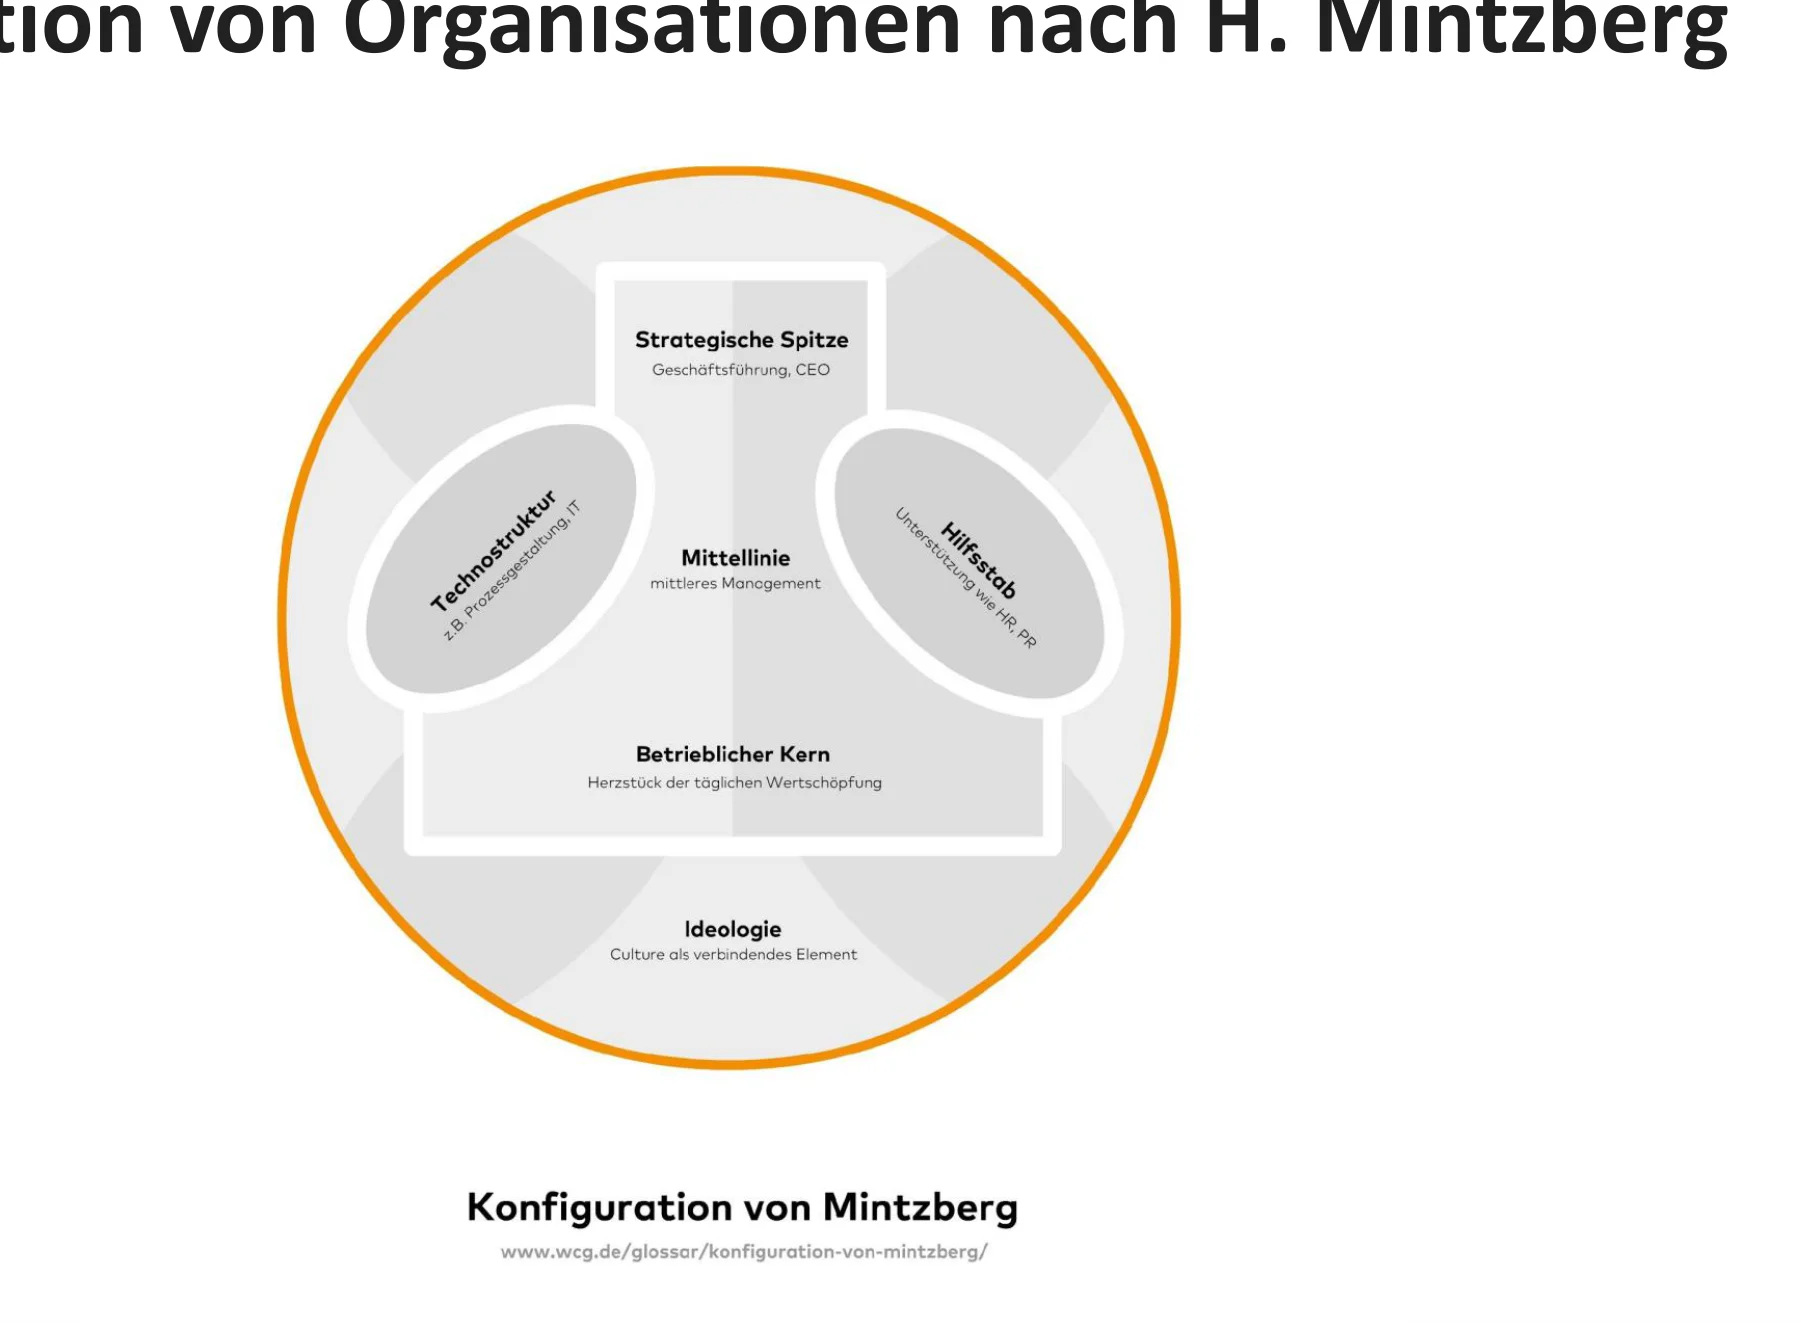 tion von Organisationen nach H. Mintzberg
Strategische Spitze
Geschäftsführung, CEO
Technostruktur
z.B. Prozessgestaltung, IT
Hilfsstab
Unterstützung wie HR, PR
Mittellinie
mittleres Management
Betrieblicher Kern
Herzstück der täglichen Wertschöpfung
Ideologie
Culture als verbindendes Element
Konfiguration von Mintzberg
www.wcg.de/glossar/konfiguration-von-mintzberg/